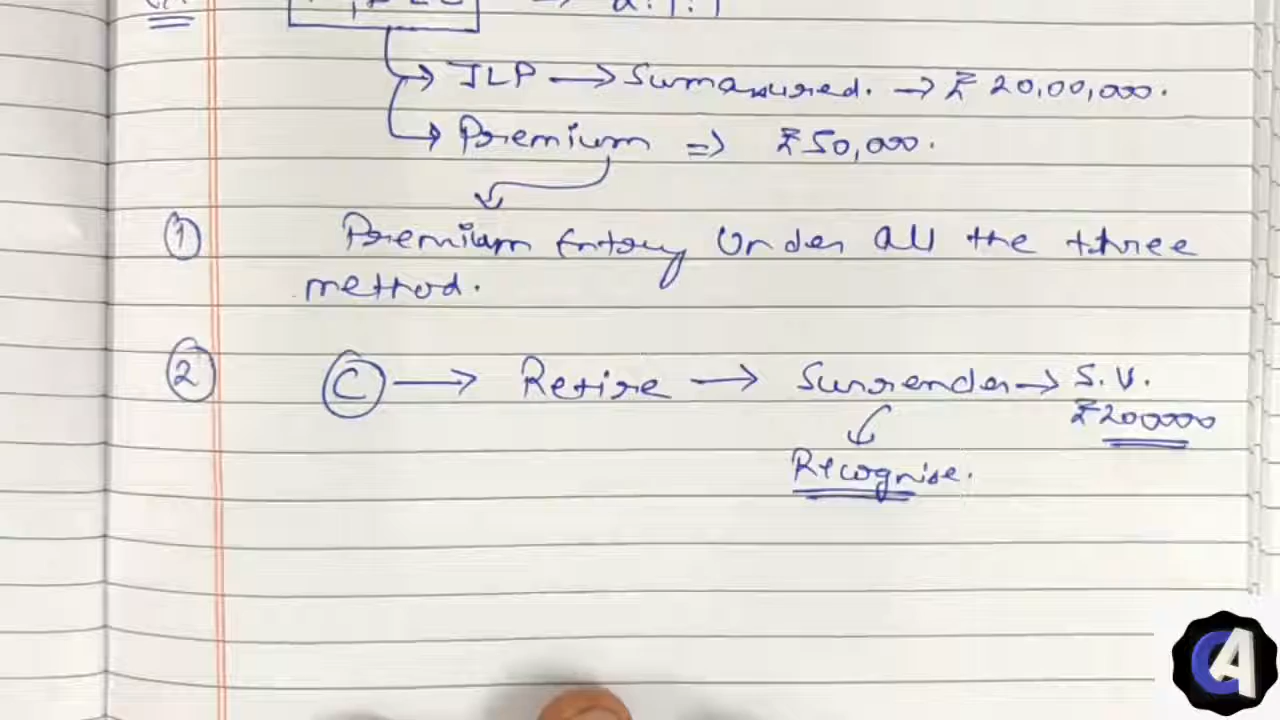 → JLP → Sumassured. → ₹ 20,00,000.
→ Premium => ₹50,000.
① Premium Entry Under all the three
method.
② Ⓒ → Retire → Surrender → S.V.
₹200000
Recognise.
CA